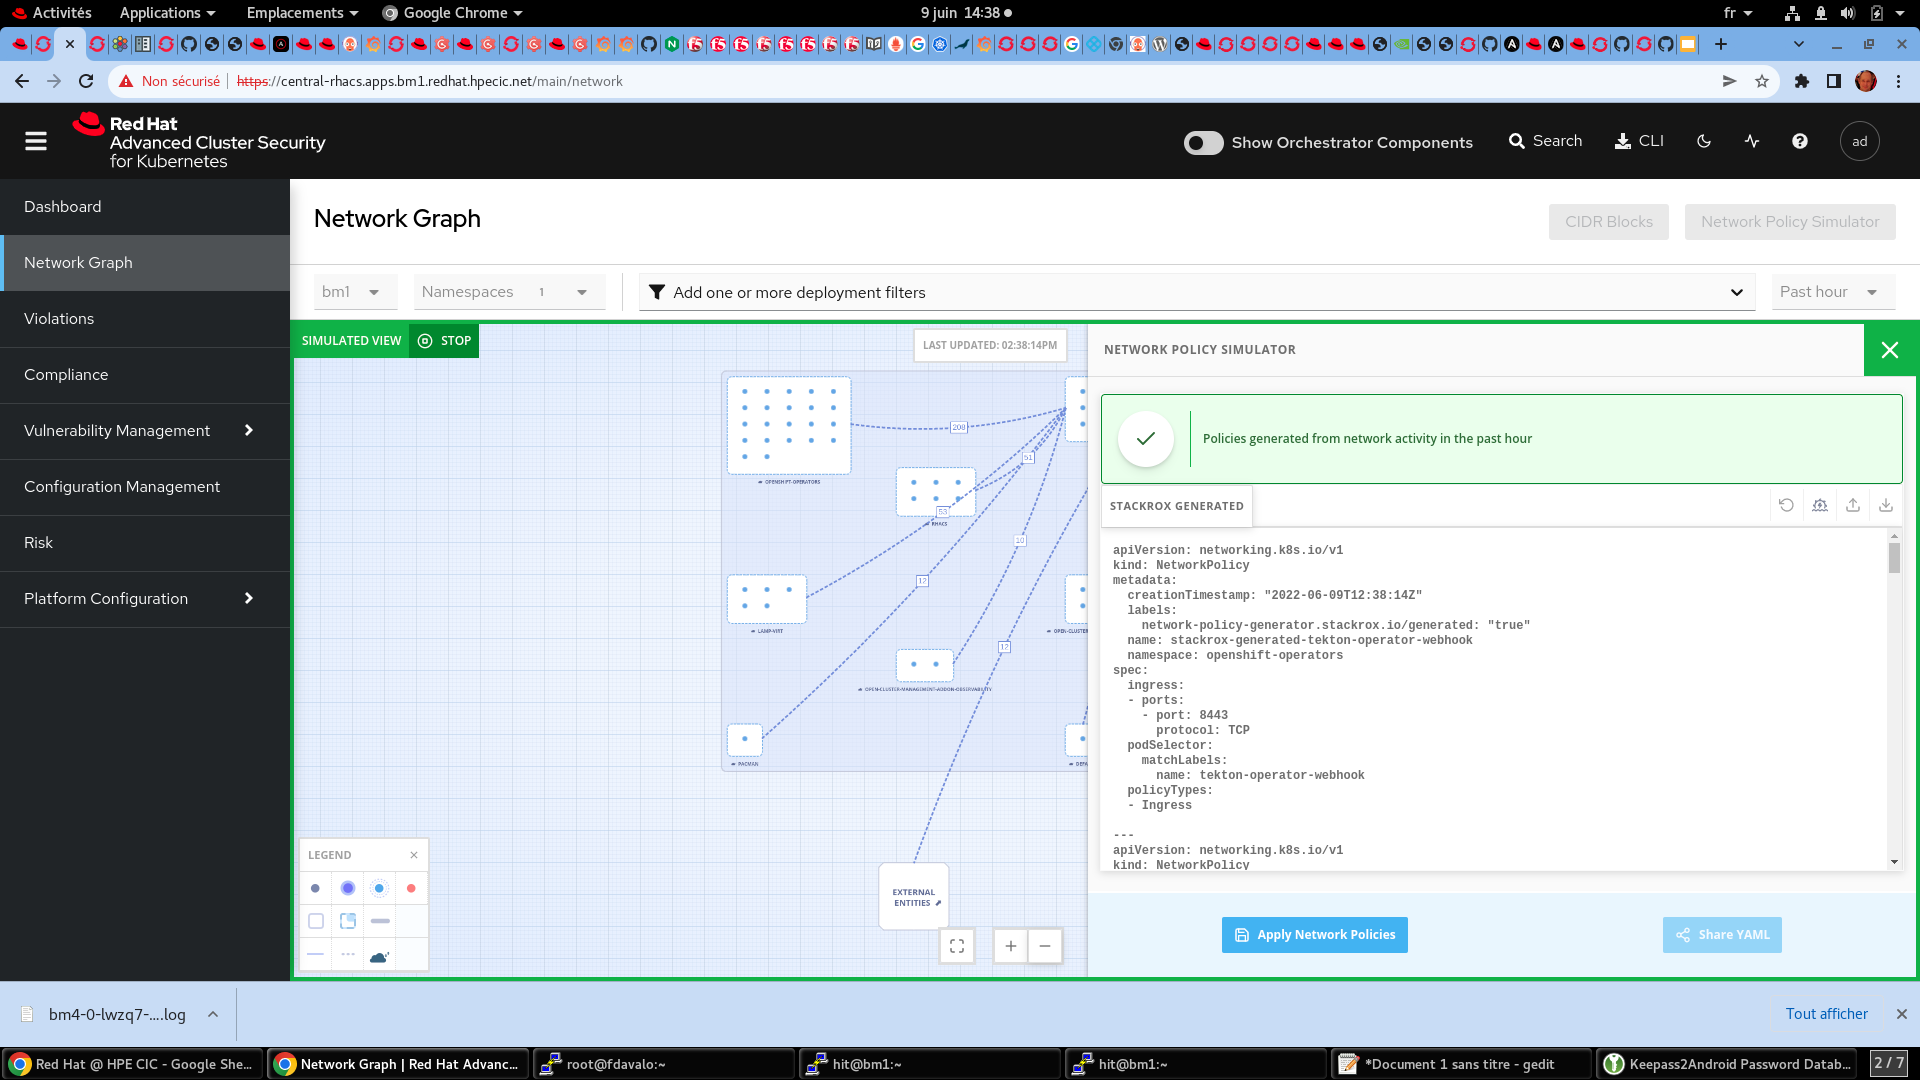 Activités
Applications
Emplacements
Google Chrome
9 juin 14:38
fr
Non sécurisé
https://central-rhacs.apps.bm1.redhat.hpecic.net/main/network
Red Hat
Advanced Cluster Security
for Kubernetes
Show Orchestrator Components
Search
CLI
ad
Dashboard
Network Graph
Violations
Compliance
Vulnerability Management
Configuration Management
Risk
Platform Configuration
Network Graph
CIDR Blocks
Network Policy Simulator
bm1
Namespaces 1
Add one or more deployment filters
Past hour
SIMULATED VIEW
STOP
LAST UPDATED: 02:38:14PM
208
51
53
10
12
12
OPENSHIFT-OPERATORS
RHACS
LAMP-VIRT
OPEN-CLUSTER
OPEN-CLUSTER-MANAGEMENT-ADDON-OBSERVABILITY
PACMAN
DEFA
EXTERNAL
ENTITIES
LEGEND
NETWORK POLICY SIMULATOR
Policies generated from network activity in the past hour
STACKROX GENERATED
apiVersion: networking.k8s.io/v1
kind: NetworkPolicy
metadata:
  creationTimestamp: "2022-06-09T12:38:14Z"
  labels:
    network-policy-generator.stackrox.io/generated: "true"
  name: stackrox-generated-tekton-operator-webhook
  namespace: openshift-operators
spec:
  ingress:
  - ports:
    - port: 8443
      protocol: TCP
  podSelector:
    matchLabels:
      name: tekton-operator-webhook
  policyTypes:
  - Ingress
---
apiVersion: networking.k8s.io/v1
kind: NetworkPolicy
Apply Network Policies
Share YAML
bm4-0-lwzq7-....log
Tout afficher
Red Hat @ HPE CIC - Google She...
Network Graph | Red Hat Advanc...
root@fdavalo:~
hit@bm1:~
hit@bm1:~
*Document 1 sans titre - gedit
Keepass2Android Password Datab...
2 / 7